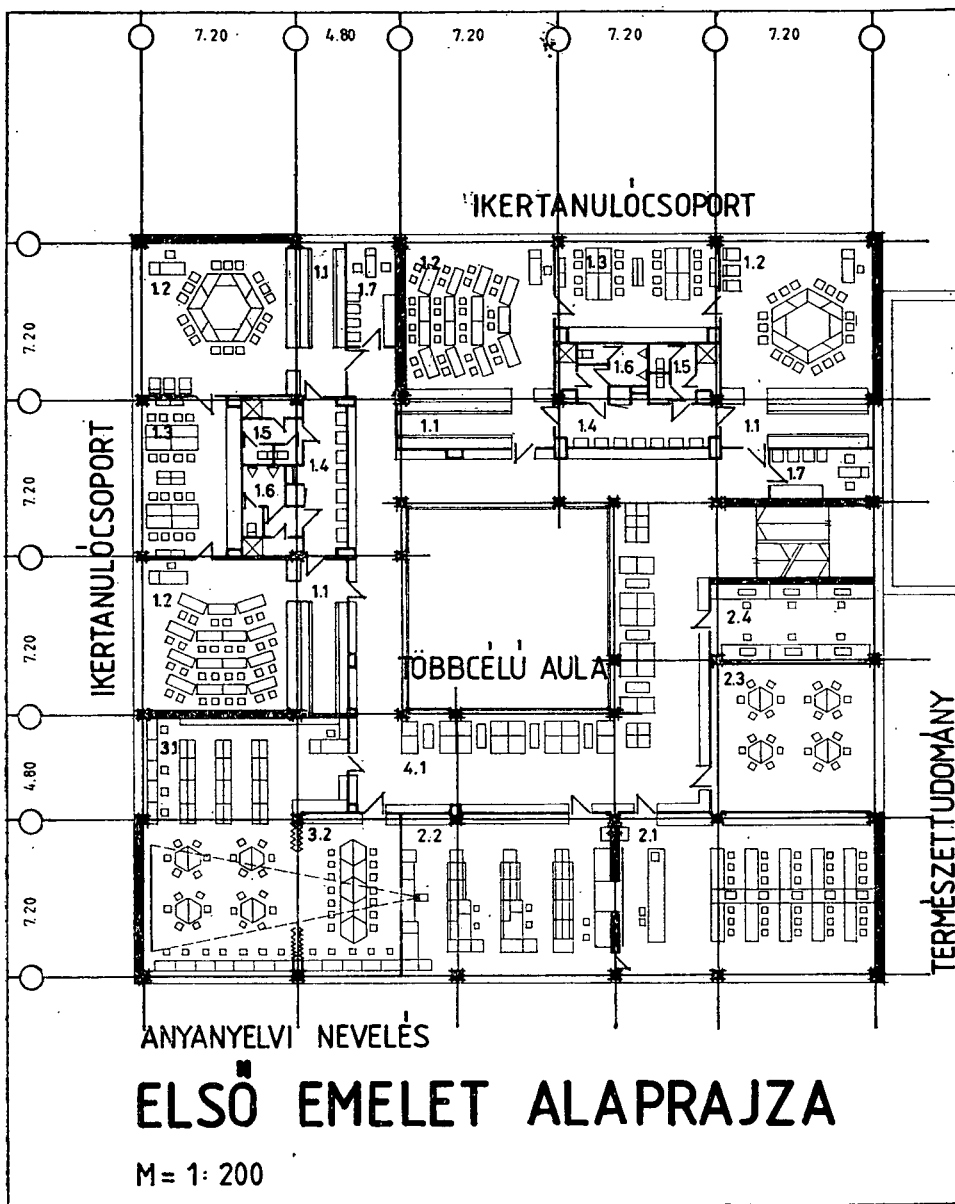 7.20 4.80 7.20 7.20 7.20
IKERTANULÓCSOPORT
1.2 1.1 1.7 1.2 1.3 1.2
7.20
1.6 1.5
1.1 1.4 1.1
1.3 1.5 1.4
1.7
1.6
7.20
IKERTANULÓCSOPORT
1.2 1.1
2.4
7.20
TÖBBCÉLÚ AULA
2.3
3.1
4.1
4.80
3.2 2.2 2.1
7.20
TERMÉSZETTUDOMÁNY
ANYANYELVI NEVELÉS
ELSŐ EMELET ALAPRAJZA
M = 1: 200